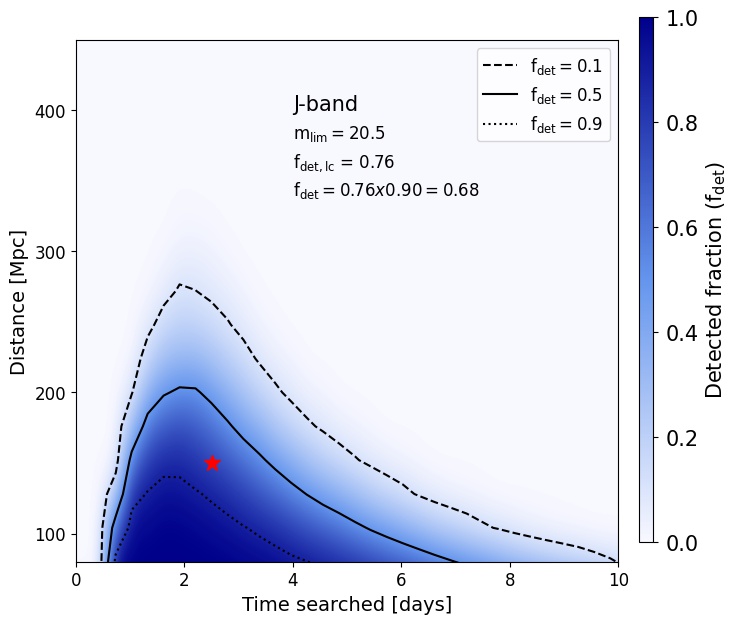 f_det = 0.1
f_det = 0.5
f_det = 0.9
J-band
m_lim = 20.5
f_det,lc = 0.76
f_det = 0.76x0.90 = 0.68
400
300
200
100
Distance [Mpc]
0 2 4 6 8 10
Time searched [days]
1.0
0.8
0.6
0.4
0.2
0.0
Detected fraction (f_det)